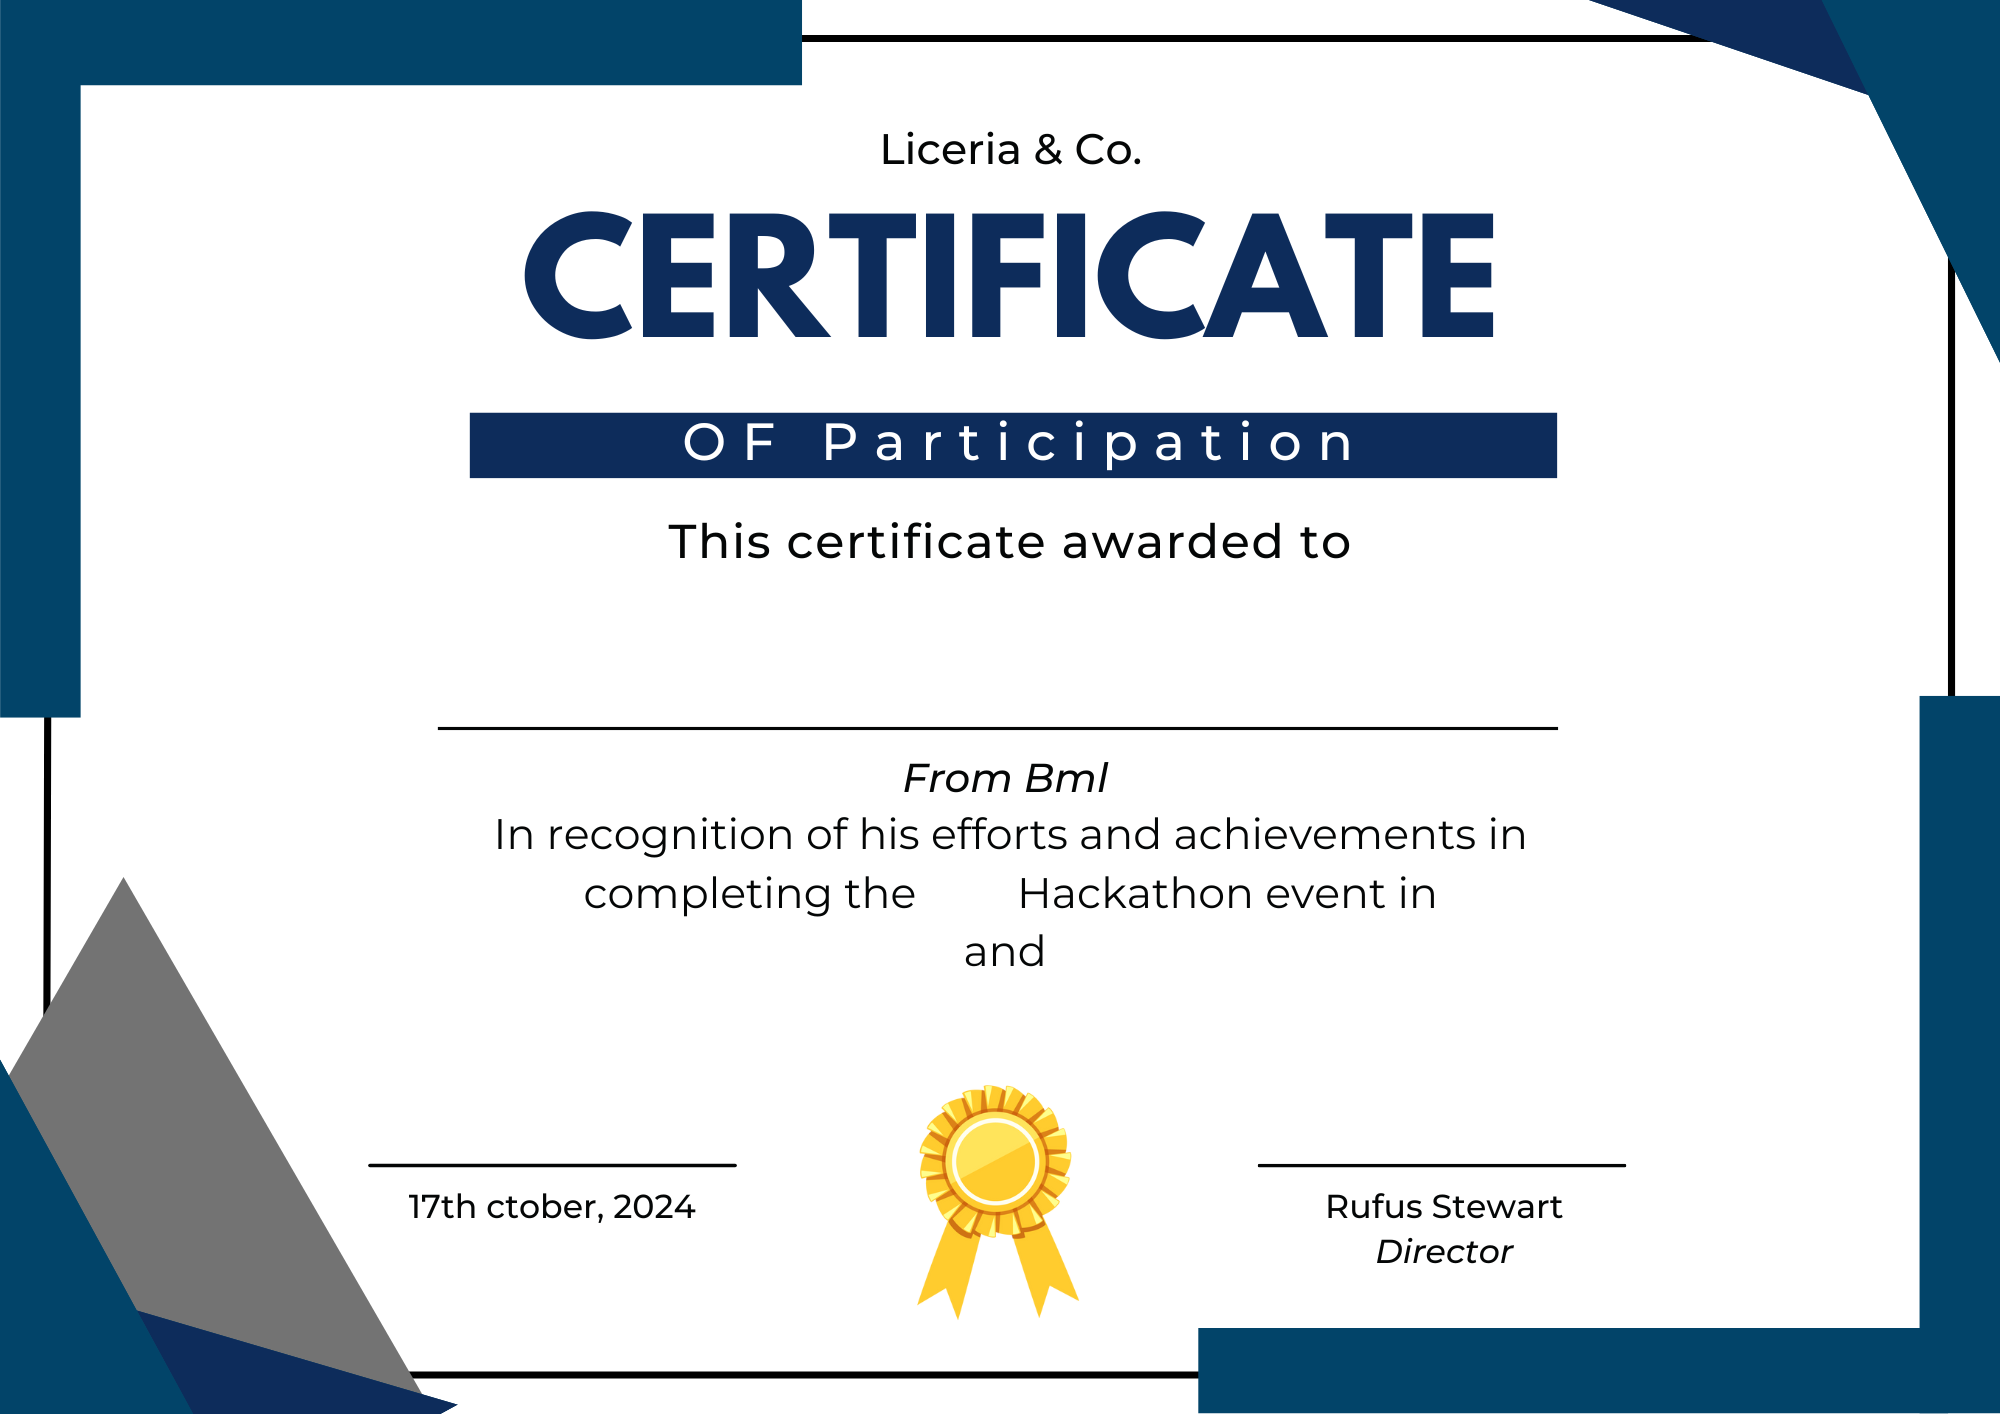 Liceria & Co.
CERTIFICATE
OF Participation
This certificate awarded to
From Bml
In recognition of his efforts and achievements in
completing the Hackathon event in
and
17th ctober, 2024
Rufus Stewart
Director